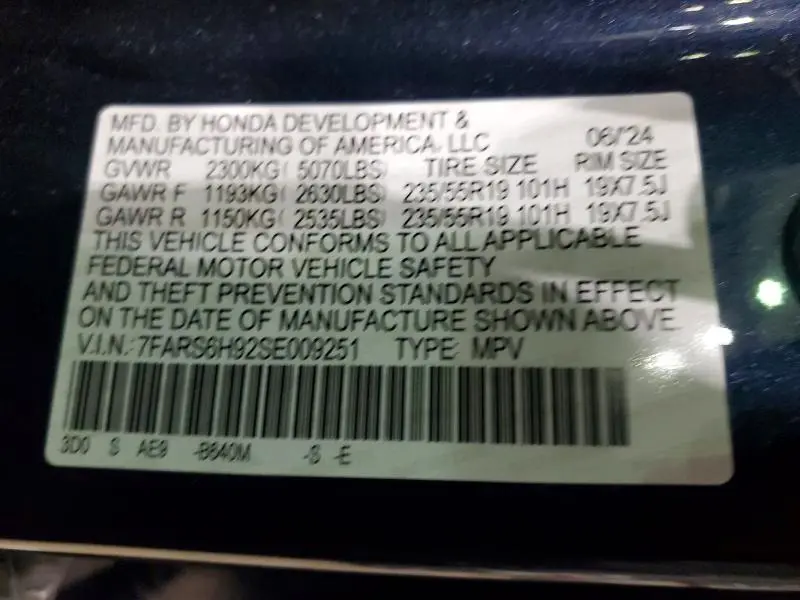 MFD. BY HONDA DEVELOPMENT &
MANUFACTURING OF AMERICA, LLC 06/'24
GVWR 2300KG( 5070LBS) TIRE SIZE RIM SIZE
GAWR F 1193KG( 2630LBS) 235/55R19 101H 19X7.5J
GAWR R 1150KG( 2535LBS) 235/55R19 101H 19X7.5J
THIS VEHICLE CONFORMS TO ALL APPLICABLE
FEDERAL MOTOR VEHICLE SAFETY
AND THEFT PREVENTION STANDARDS IN EFFECT
ON THE DATE OF MANUFACTURE SHOWN ABOVE.
V.I.N.:7FARS6H92SE009251 TYPE: MPV
3D0 S AE9 -B640M -S -E